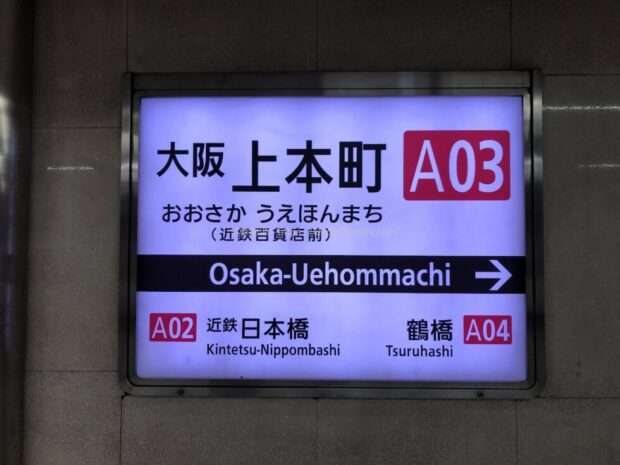 大阪 上本町 A03
おおさか うえほんまち
(近鉄百貨店前)
Osaka-Uehommachi →
A02 近鉄日本橋 鶴橋 A04
Kintetsu-Nippombashi Tsuruhashi